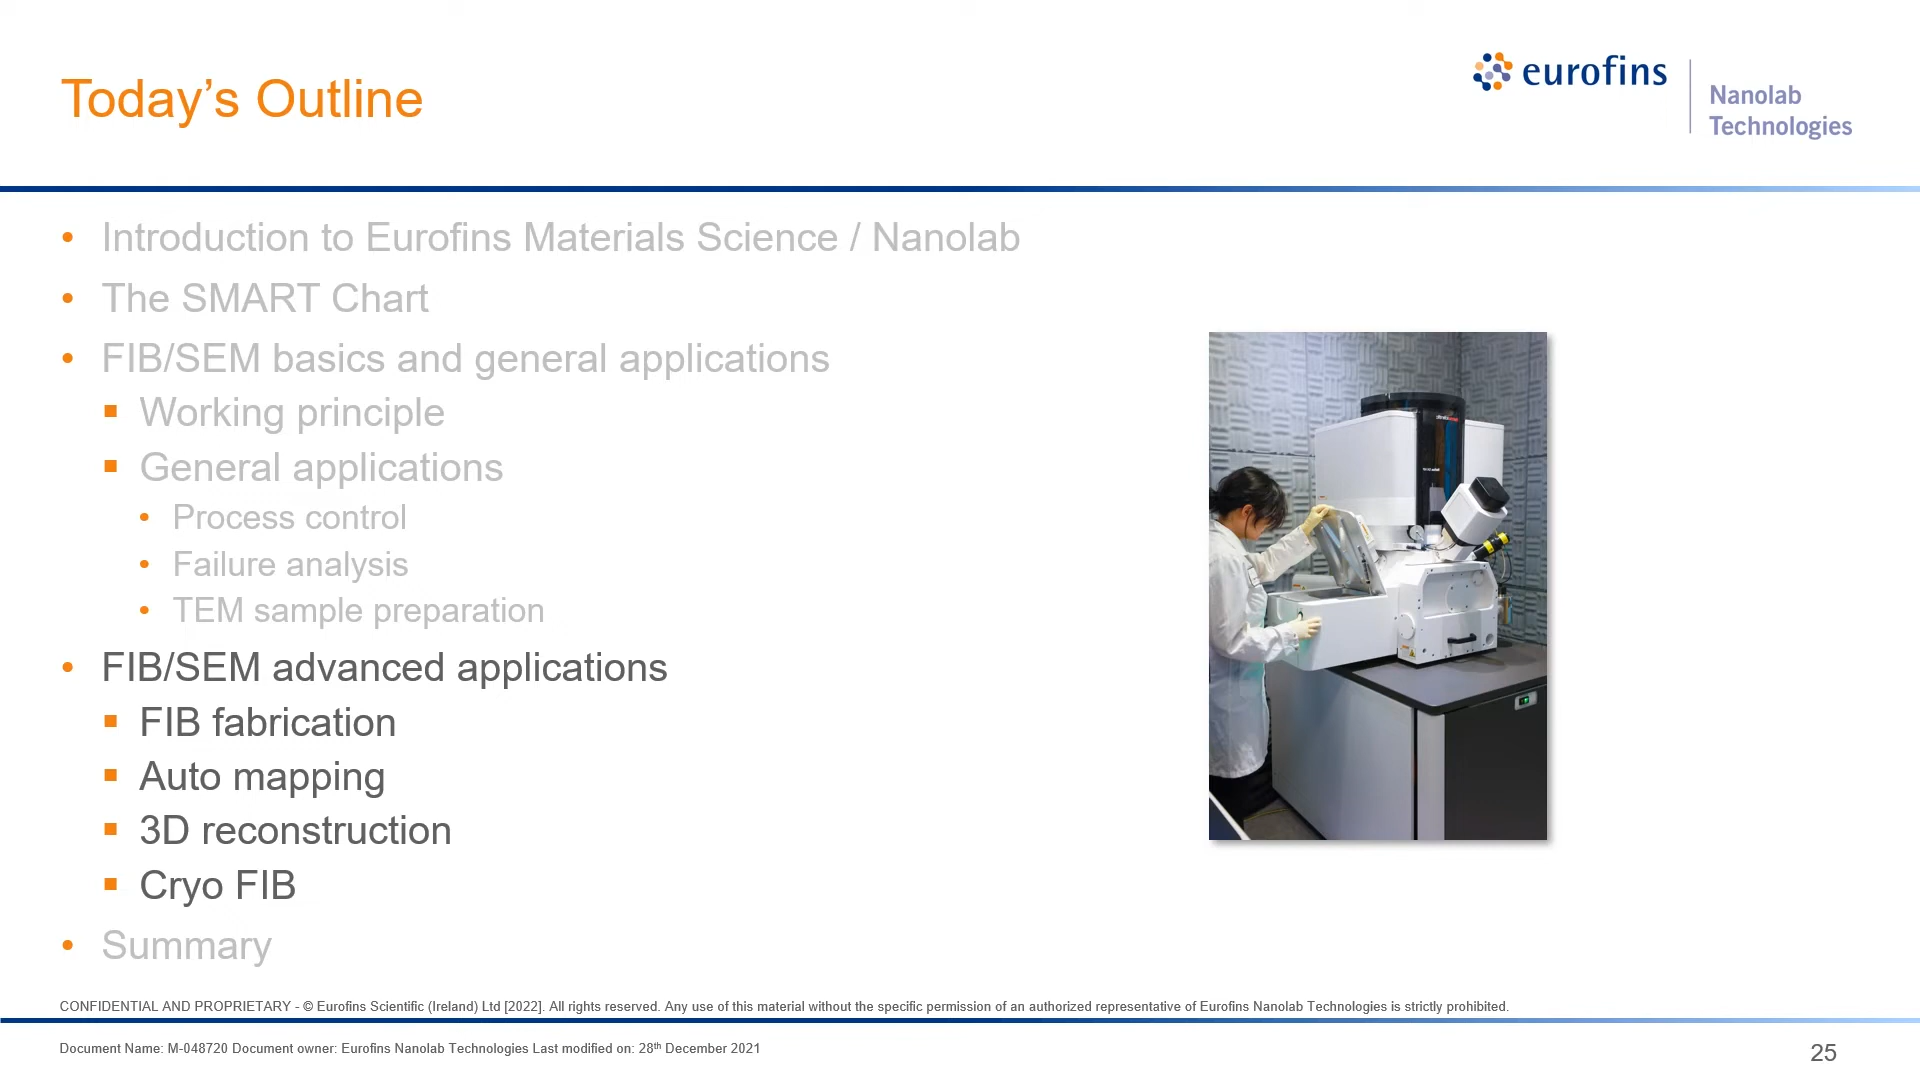 Today’s Outline
eurofins
Nanolab
Technologies
• Introduction to Eurofins Materials Science / Nanolab
• The SMART Chart
• FIB/SEM basics and general applications
▪ Working principle
▪ General applications
• Process control
• Failure analysis
• TEM sample preparation
• FIB/SEM advanced applications
▪ FIB fabrication
▪ Auto mapping
▪ 3D reconstruction
▪ Cryo FIB
• Summary
CONFIDENTIAL AND PROPRIETARY - © Eurofins Scientific (Ireland) Ltd [2022]. All rights reserved. Any use of this material without the specific permission of an authorized representative of Eurofins Nanolab Technologies is strictly prohibited.
Document Name: M-048720 Document owner: Eurofins Nanolab Technologies Last modified on: 28th December 2021
25